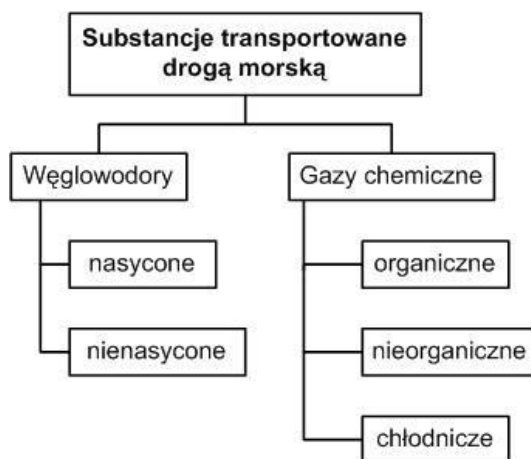 Substancje transportowane
drogą morską
Węglowodory
nasycone
nienasycone
Gazy chemiczne
organiczne
nieorganiczne
chłodnicze